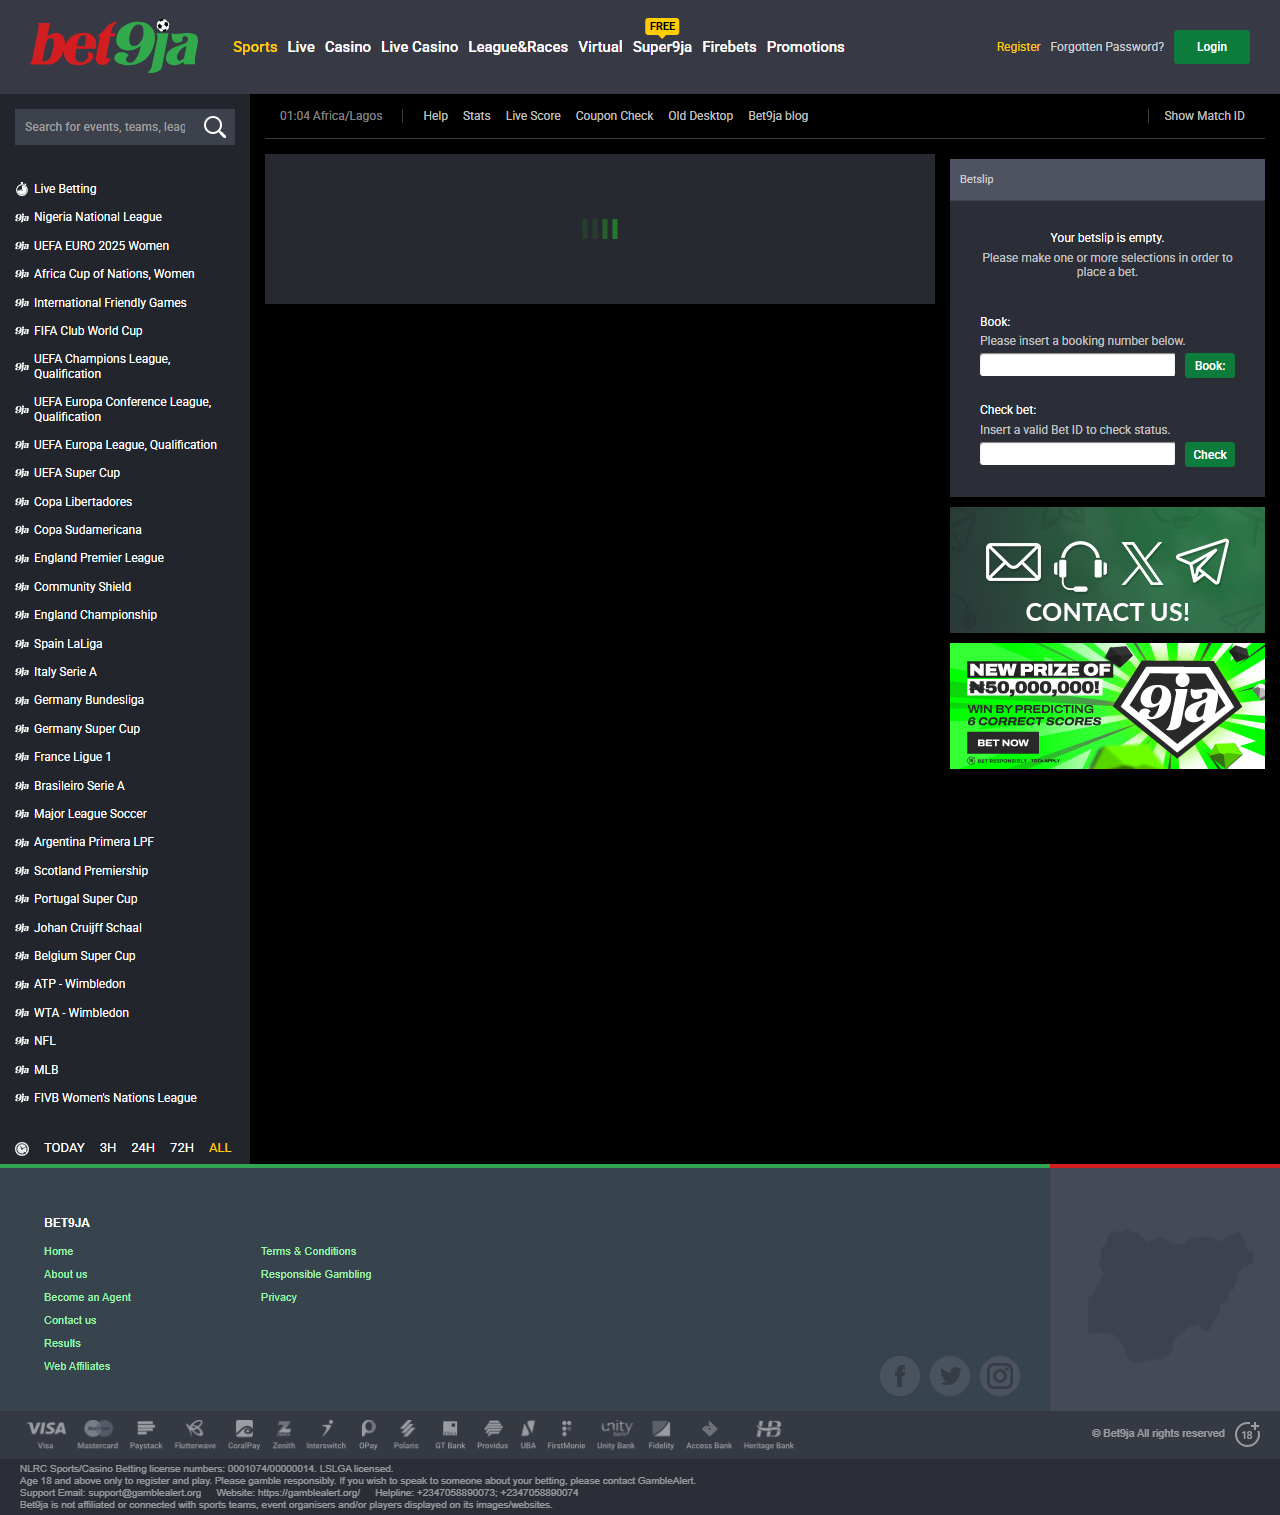 bet9ja
Sports Live Casino Live Casino League&Races Virtual Super9ja Firebets Promotions
FREE
Register Forgotten Password? Login
Search for events, teams, leag
01:04 Africa/Lagos Help Stats Live Score Coupon Check Old Desktop Bet9ja blog Show Match ID
Live Betting
9ja Nigeria National League
9ja UEFA EURO 2025 Women
9ja Africa Cup of Nations, Women
9ja International Friendly Games
9ja FIFA Club World Cup
9ja UEFA Champions League,
Qualification
9ja UEFA Europa Conference League,
Qualification
9ja UEFA Europa League, Qualification
9ja UEFA Super Cup
9ja Copa Libertadores
9ja Copa Sudamericana
9ja England Premier League
9ja Community Shield
9ja England Championship
9ja Spain LaLiga
9ja Italy Serie A
9ja Germany Bundesliga
9ja Germany Super Cup
9ja France Ligue 1
9ja Brasileiro Serie A
9ja Major League Soccer
9ja Argentina Primera LPF
9ja Scotland Premiership
9ja Portugal Super Cup
9ja Johan Cruijff Schaal
9ja Belgium Super Cup
9ja ATP - Wimbledon
9ja WTA - Wimbledon
9ja NFL
9ja MLB
9ja FIVB Women's Nations League
TODAY 3H 24H 72H ALL
Betslip
Your betslip is empty.
Please make one or more selections in order to
place a bet.
Book:
Please insert a booking number below.
Book:
Check bet:
Insert a valid Bet ID to check status.
Check
CONTACT US!
NEW PRIZE OF
₦50,000,000!
WIN BY PREDICTING
6 CORRECT SCORES
BET NOW
BET RESPONSIBLY. T&Cs APPLY
9ja
BET9JA
Home Terms & Conditions
About us Responsible Gambling
Become an Agent Privacy
Contact us
Results
Web Affiliates
VISA unity HB
Visa Mastercard Paystack Flutterwave CoralPay Zenith Interswitch OPay Polaris GT Bank Providus UBA FirstMonie Unity Bank Fidelity Access Bank Heritage Bank
© Bet9ja All rights reserved 18+
NLRC Sports/Casino Betting license numbers: 0001074/00000014. LSLGA licensed.
Age 18 and above only to register and play. Please gamble responsibly. If you wish to speak to someone about your betting, please contact GambleAlert.
Support Email: support@gamblealert.org Website: https://gamblealert.org/ Helpline: +2347058890073; +2347058890074
Bet9ja is not affiliated or connected with sports teams, event organisers and/or players displayed on its images/websites.